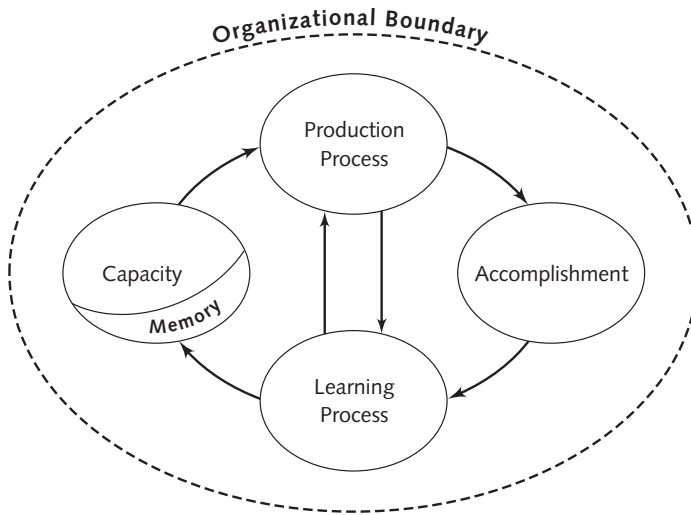 Organizational Boundary
Production
Process
Capacity
Memory
Accomplishment
Learning
Process